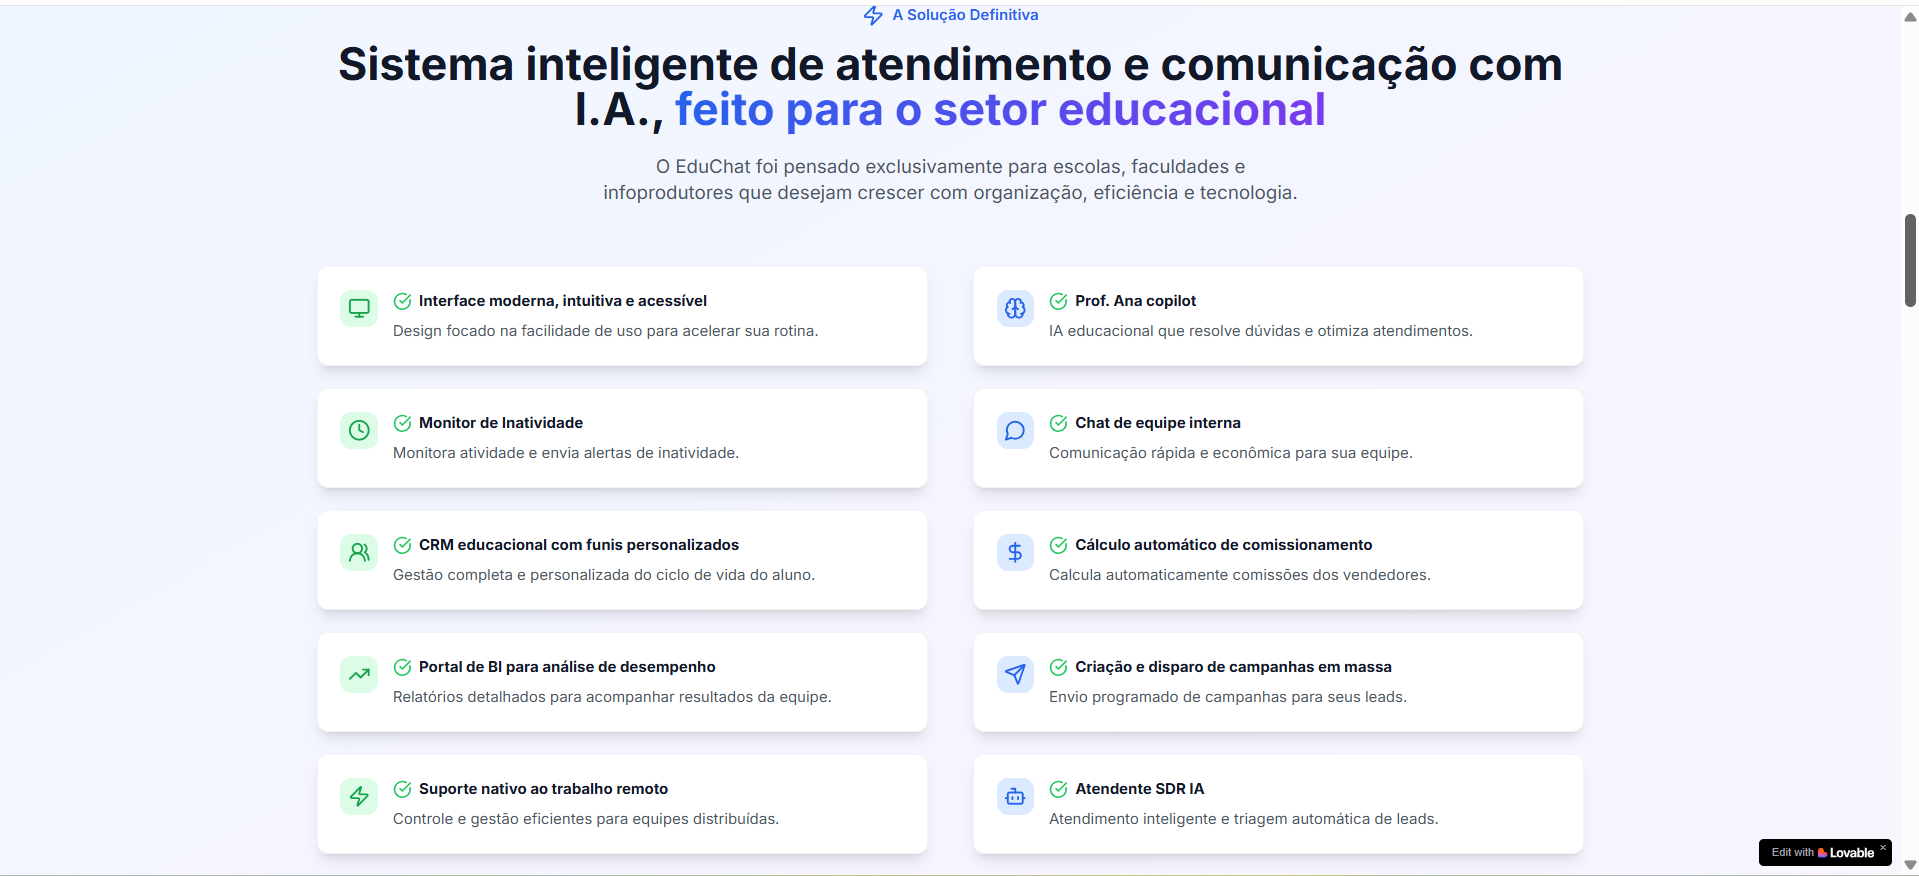 A Solução Definitiva
Sistema inteligente de atendimento e comunicação com
I.A., feito para o setor educacional
O EduChat foi pensado exclusivamente para escolas, faculdades e
infoprodutores que desejam crescer com organização, eficiência e tecnologia.
Interface moderna, intuitiva e acessível
Design focado na facilidade de uso para acelerar sua rotina.
Prof. Ana copilot
IA educacional que resolve dúvidas e otimiza atendimentos.
Monitor de Inatividade
Monitora atividade e envia alertas de inatividade.
Chat de equipe interna
Comunicação rápida e econômica para sua equipe.
CRM educacional com funis personalizados
Gestão completa e personalizada do ciclo de vida do aluno.
Cálculo automático de comissionamento
Calcula automaticamente comissões dos vendedores.
Portal de BI para análise de desempenho
Relatórios detalhados para acompanhar resultados da equipe.
Criação e disparo de campanhas em massa
Envio programado de campanhas para seus leads.
Suporte nativo ao trabalho remoto
Controle e gestão eficientes para equipes distribuídas.
Atendente SDR IA
Atendimento inteligente e triagem automática de leads.
Edit with Lovable